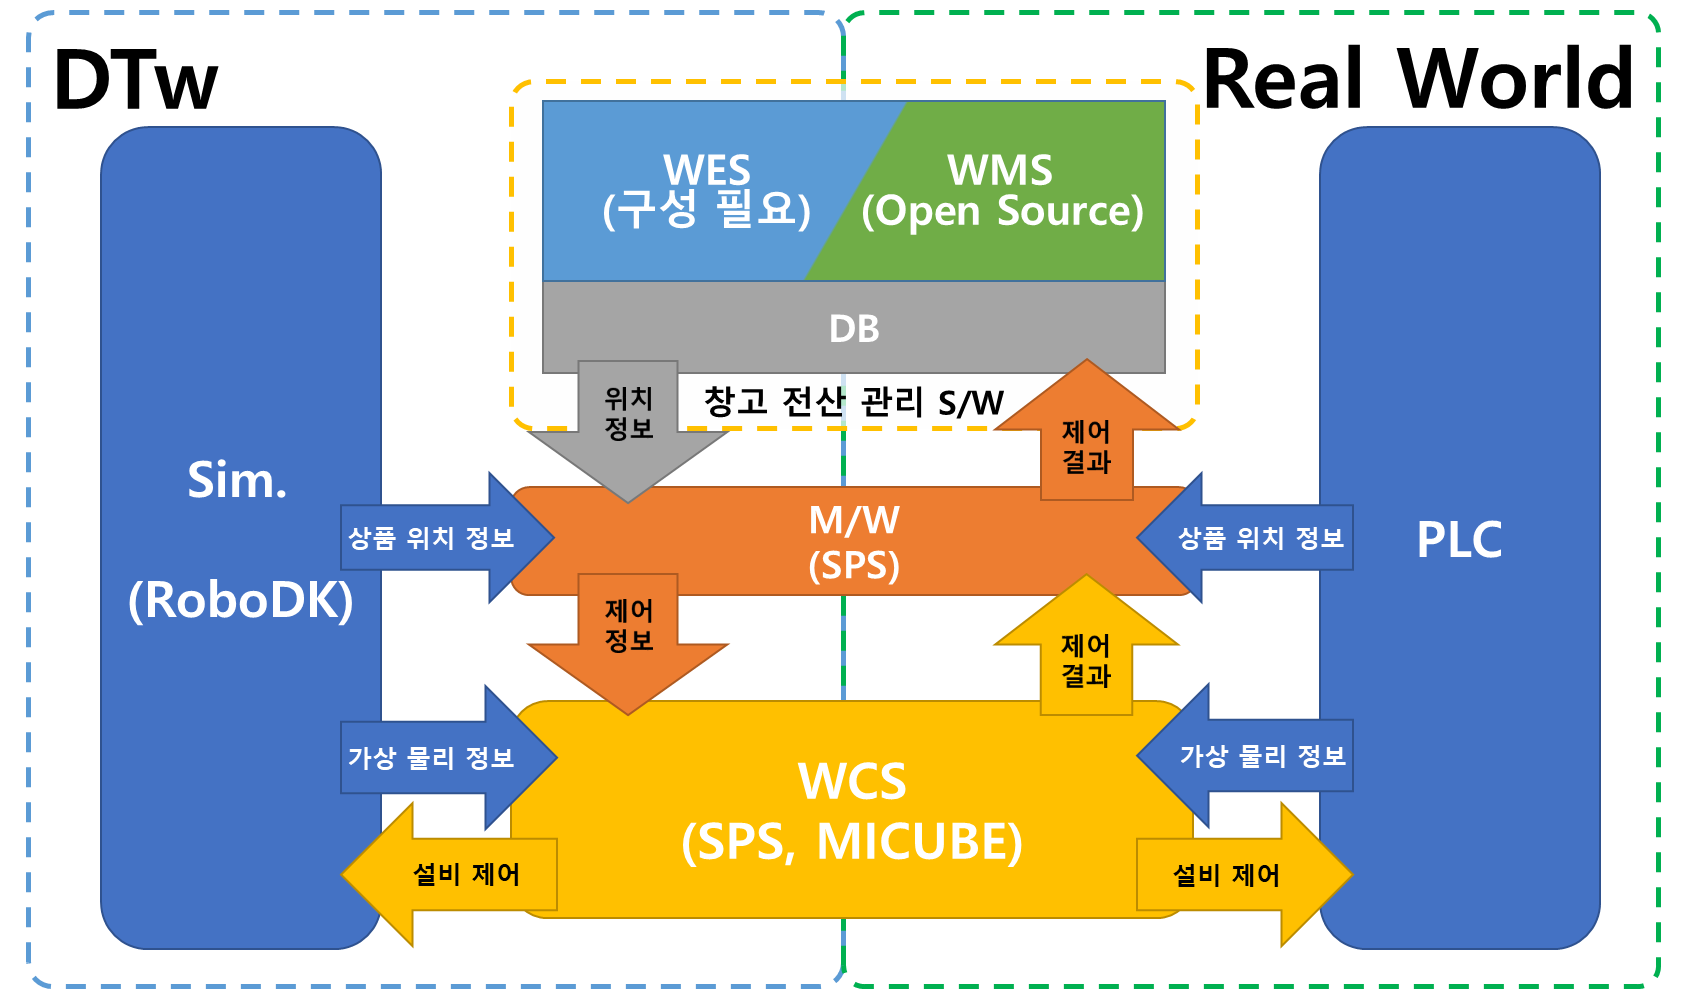 DTw
Real World
WES
(구성 필요)
WMS
(Open Source)
DB
위치
정보
창고 전산 관리 S/W
제어
결과
Sim.
(RoboDK)
상품 위치 정보
M/W
(SPS)
상품 위치 정보
PLC
제어
정보
제어
결과
가상 물리 정보
WCS
(SPS, MICUBE)
가상 물리 정보
설비 제어
설비 제어